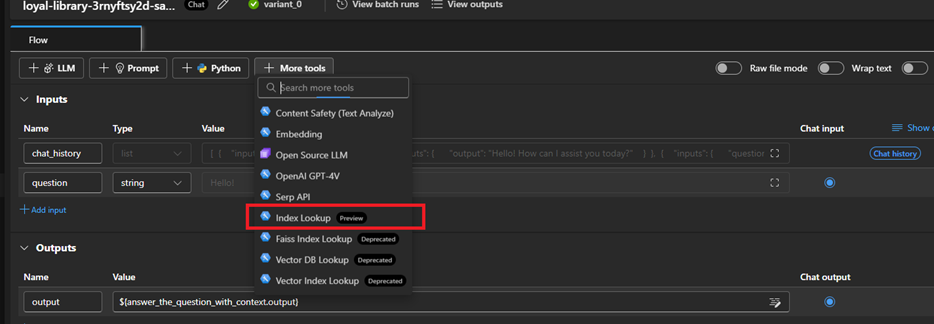 loyal-library-3rnyftsy2d-sa... Chat variant_0 View batch runs View outputs
Flow
+ LLM + Prompt + Python + More tools Raw file mode Wrap text
Search more tools
Inputs
Name Type Value Chat input Show
chat_history list [ { "inputs": { "output": "Hello! How can I assist you today?" } ], { "inputs": { "question Chat history
question string Hello!
+ Add input
Content Safety (Text Analyze)
Embedding
Open Source LLM
OpenAI GPT-4V
Serp API
Index Lookup Preview
Faiss Index Lookup Deprecated
Vector DB Lookup Deprecated
Vector Index Lookup Deprecated
Outputs
Name Value Chat output
output ${answer_the_question_with_context.output}